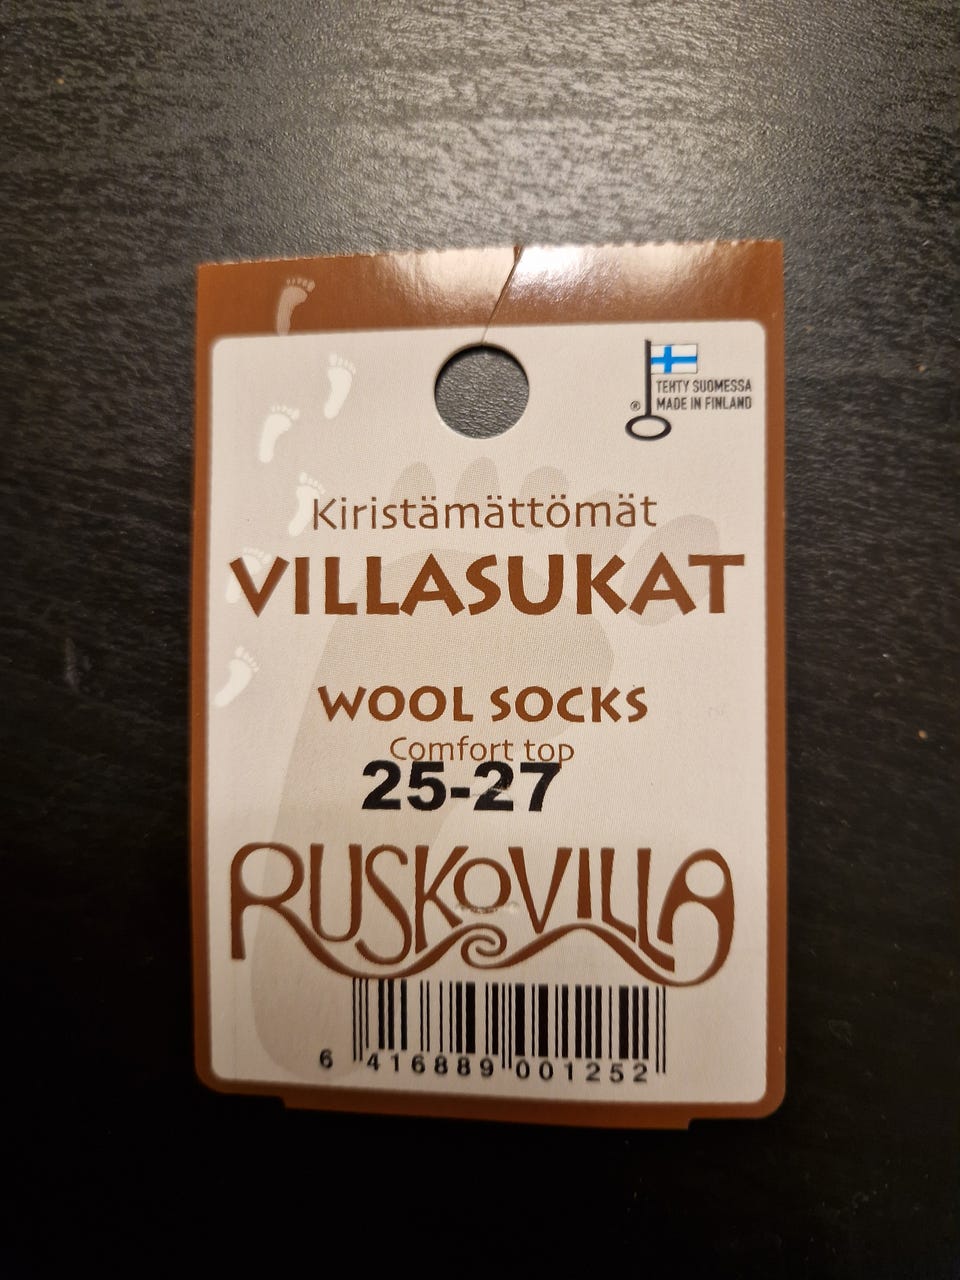 TEHTY SUOMESSA
® MADE IN FINLAND
Kiristämättömät
VILLASUKAT
WOOL SOCKS
Comfort top
25-27
RUSKOVILLA
6 416889 001252